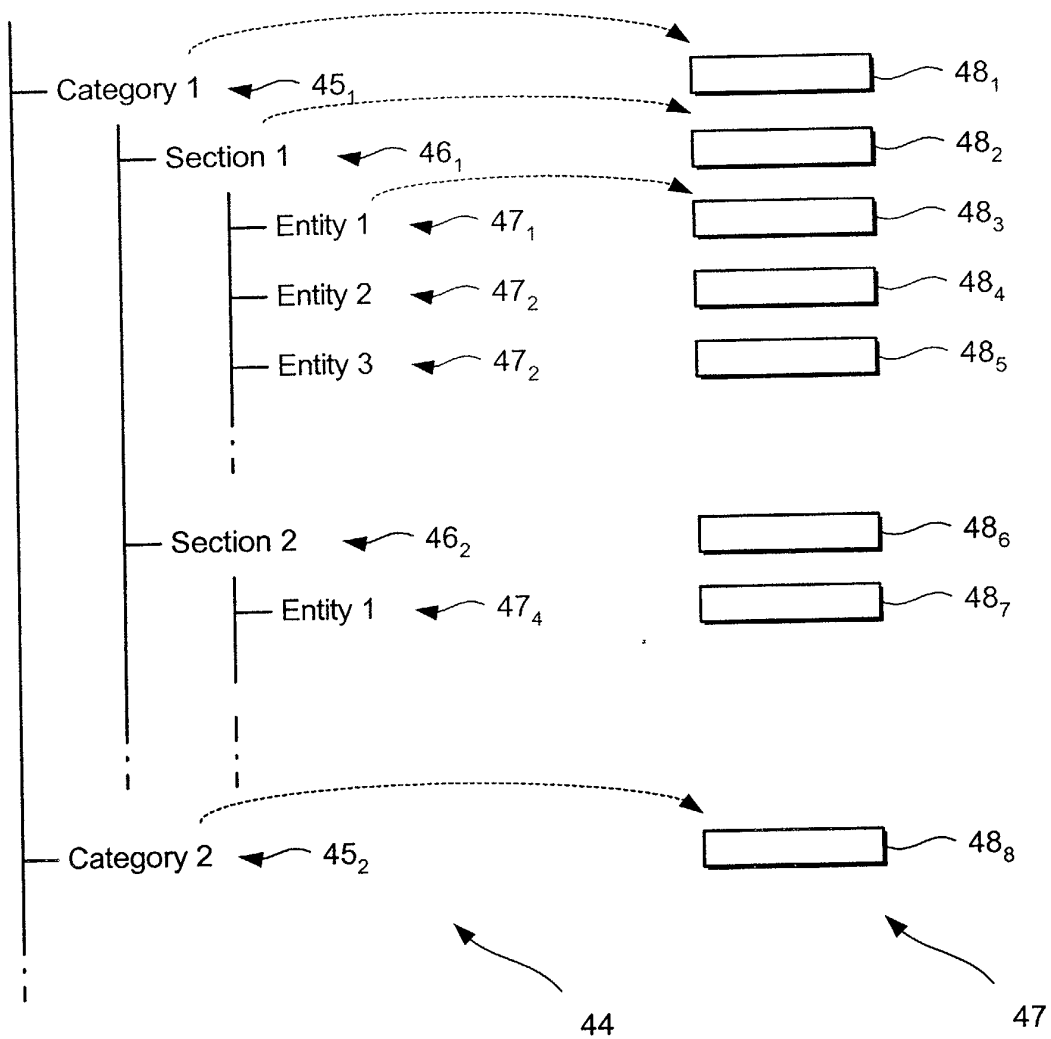 Category 1 45₁ 48₁
Section 1 46₁ 48₂
Entity 1 47₁ 48₃
Entity 2 47₂ 48₄
Entity 3 47₂ 48₅
Section 2 46₂ 48₆
Entity 1 47₄ 48₇
Category 2 45₂ 48₈
44 47